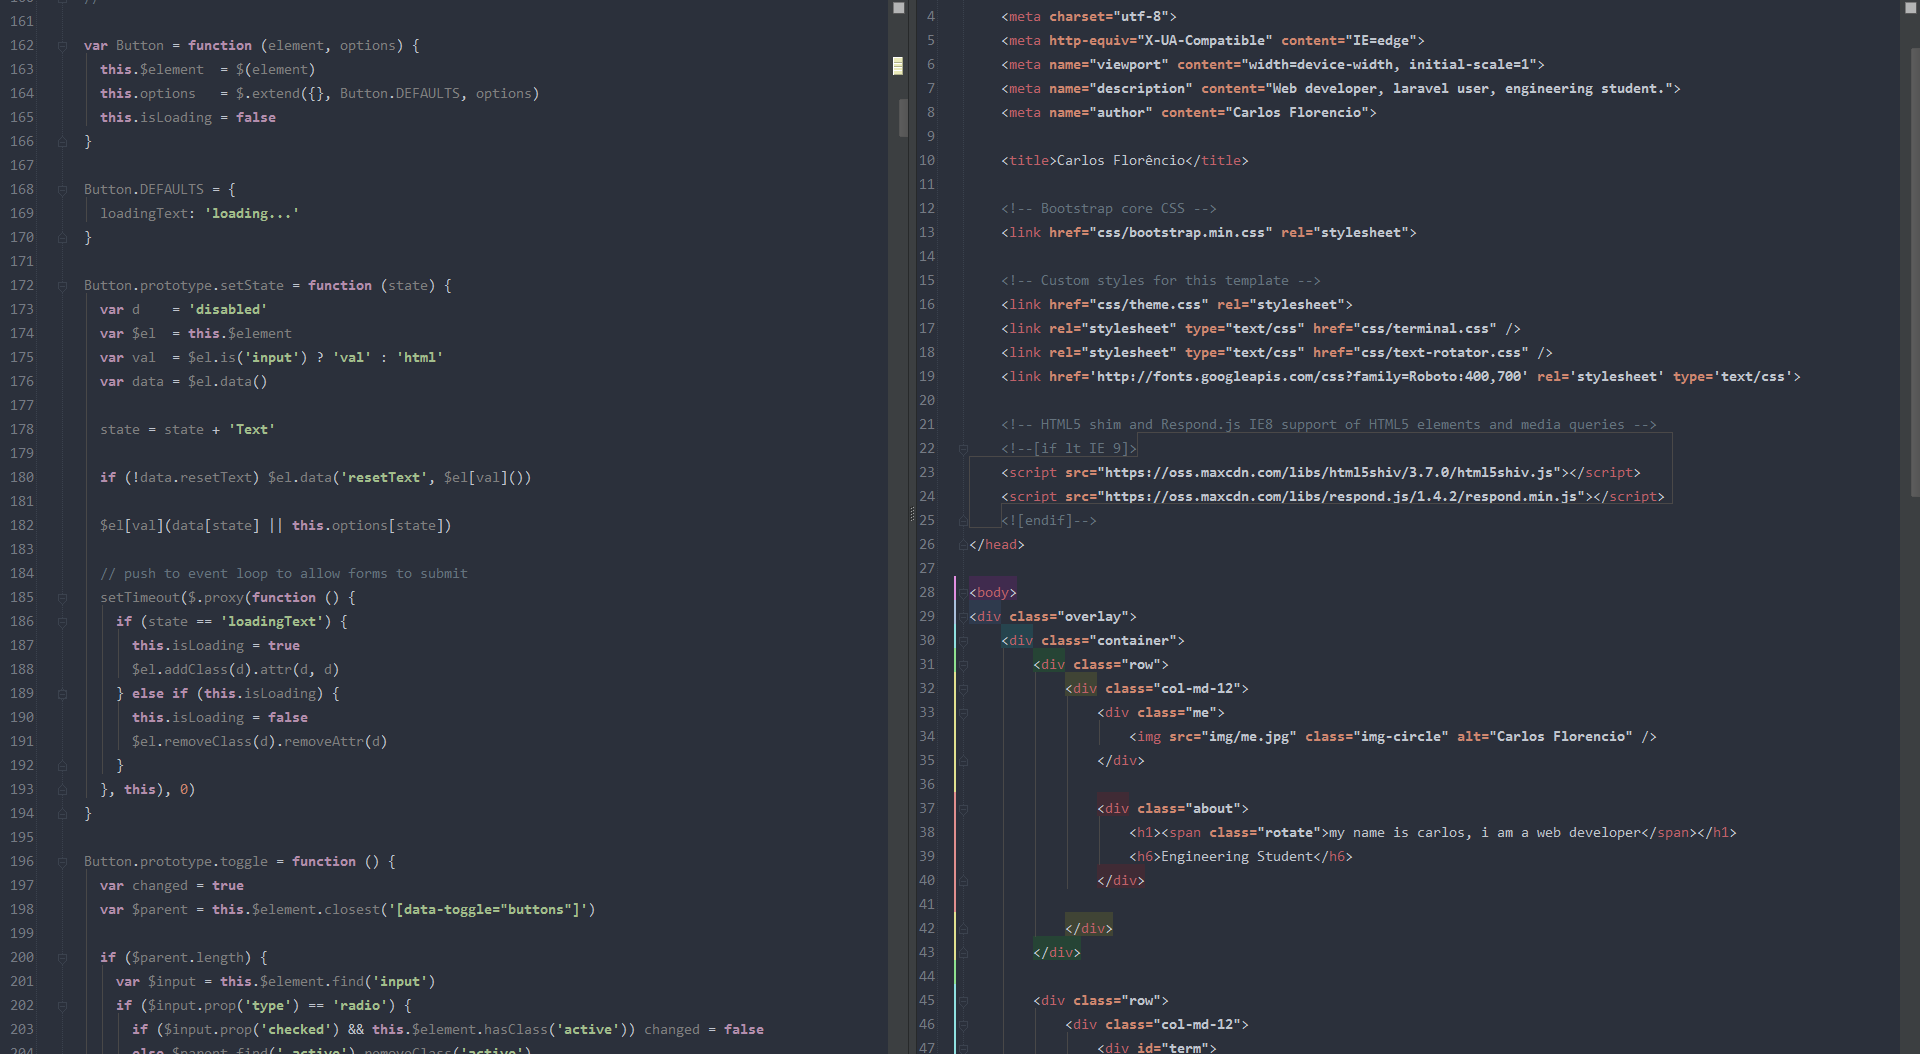 160 //
161
162 var Button = function (element, options) {
163 this.$element  = $(element)
164 this.options   = $.extend({}, Button.DEFAULTS, options)
165 this.isLoading = false
166 }
167
168 Button.DEFAULTS = {
169 loadingText: 'loading...'
170 }
171
172 Button.prototype.setState = function (state) {
173 var d    = 'disabled'
174 var $el  = this.$element
175 var val  = $el.is('input') ? 'val' : 'html'
176 var data = $el.data()
177
178 state = state + 'Text'
179
180 if (!data.resetText) $el.data('resetText', $el[val]())
181
182 $el[val](data[state] || this.options[state])
183
184 // push to event loop to allow forms to submit
185 setTimeout($.proxy(function () {
186 if (state == 'loadingText') {
187 this.isLoading = true
188 $el.addClass(d).attr(d, d)
189 } else if (this.isLoading) {
190 this.isLoading = false
191 $el.removeClass(d).removeAttr(d)
192 }
193 }, this), 0)
194 }
195
196 Button.prototype.toggle = function () {
197 var changed = true
198 var $parent = this.$element.closest('[data-toggle="buttons"]')
199
200 if ($parent.length) {
201 var $input = this.$element.find('input')
202 if ($input.prop('type') == 'radio') {
203 if ($input.prop('checked') && this.$element.hasClass('active')) changed = false
204 else $parent.find('.active').removeClass('active')
4 <meta charset="utf-8">
5 <meta http-equiv="X-UA-Compatible" content="IE=edge">
6 <meta name="viewport" content="width=device-width, initial-scale=1">
7 <meta name="description" content="Web developer, laravel user, engineering student.">
8 <meta name="author" content="Carlos Florencio">
9
10 <title>Carlos Florêncio</title>
11
12 <!-- Bootstrap core CSS -->
13 <link href="css/bootstrap.min.css" rel="stylesheet">
14
15 <!-- Custom styles for this template -->
16 <link href="css/theme.css" rel="stylesheet">
17 <link rel="stylesheet" type="text/css" href="css/terminal.css" />
18 <link rel="stylesheet" type="text/css" href="css/text-rotator.css" />
19 <link href='http://fonts.googleapis.com/css?family=Roboto:400,700' rel='stylesheet' type='text/css'>
20
21 <!-- HTML5 shim and Respond.js IE8 support of HTML5 elements and media queries -->
22 <!--[if lt IE 9]>
23 <script src="https://oss.maxcdn.com/libs/html5shiv/3.7.0/html5shiv.js"></script>
24 <script src="https://oss.maxcdn.com/libs/respond.js/1.4.2/respond.min.js"></script>
25 <![endif]-->
26 </head>
27
28 <body>
29 <div class="overlay">
30 <div class="container">
31 <div class="row">
32 <div class="col-md-12">
33 <div class="me">
34 <img src="img/me.jpg" class="img-circle" alt="Carlos Florencio" />
35 </div>
36
37 <div class="about">
38 <h1><span class="rotate">my name is carlos, i am a web developer</span></h1>
39 <h6>Engineering Student</h6>
40 </div>
41
42 </div>
43 </div>
44
45 <div class="row">
46 <div class="col-md-12">
47 <div id="term">